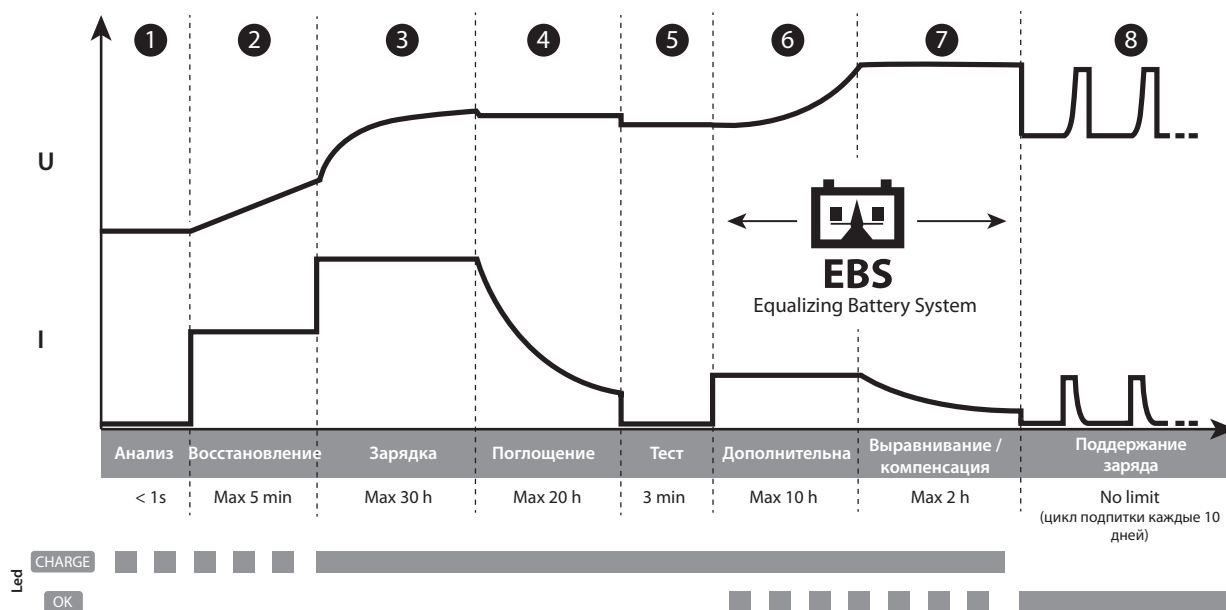 1 2 3 4 5 6 7 8
U
EBS
Equalizing Battery System
I
Анализ Восстановление Зарядка Поглощение Тест Дополнительна Выравнивание / компенсация Поддержание заряда
< 1s Max 5 min Max 30 h Max 20 h 3 min Max 10 h Max 2 h No limit
(цикл подпитки каждые 10
дней)
Led
CHARGE
OK